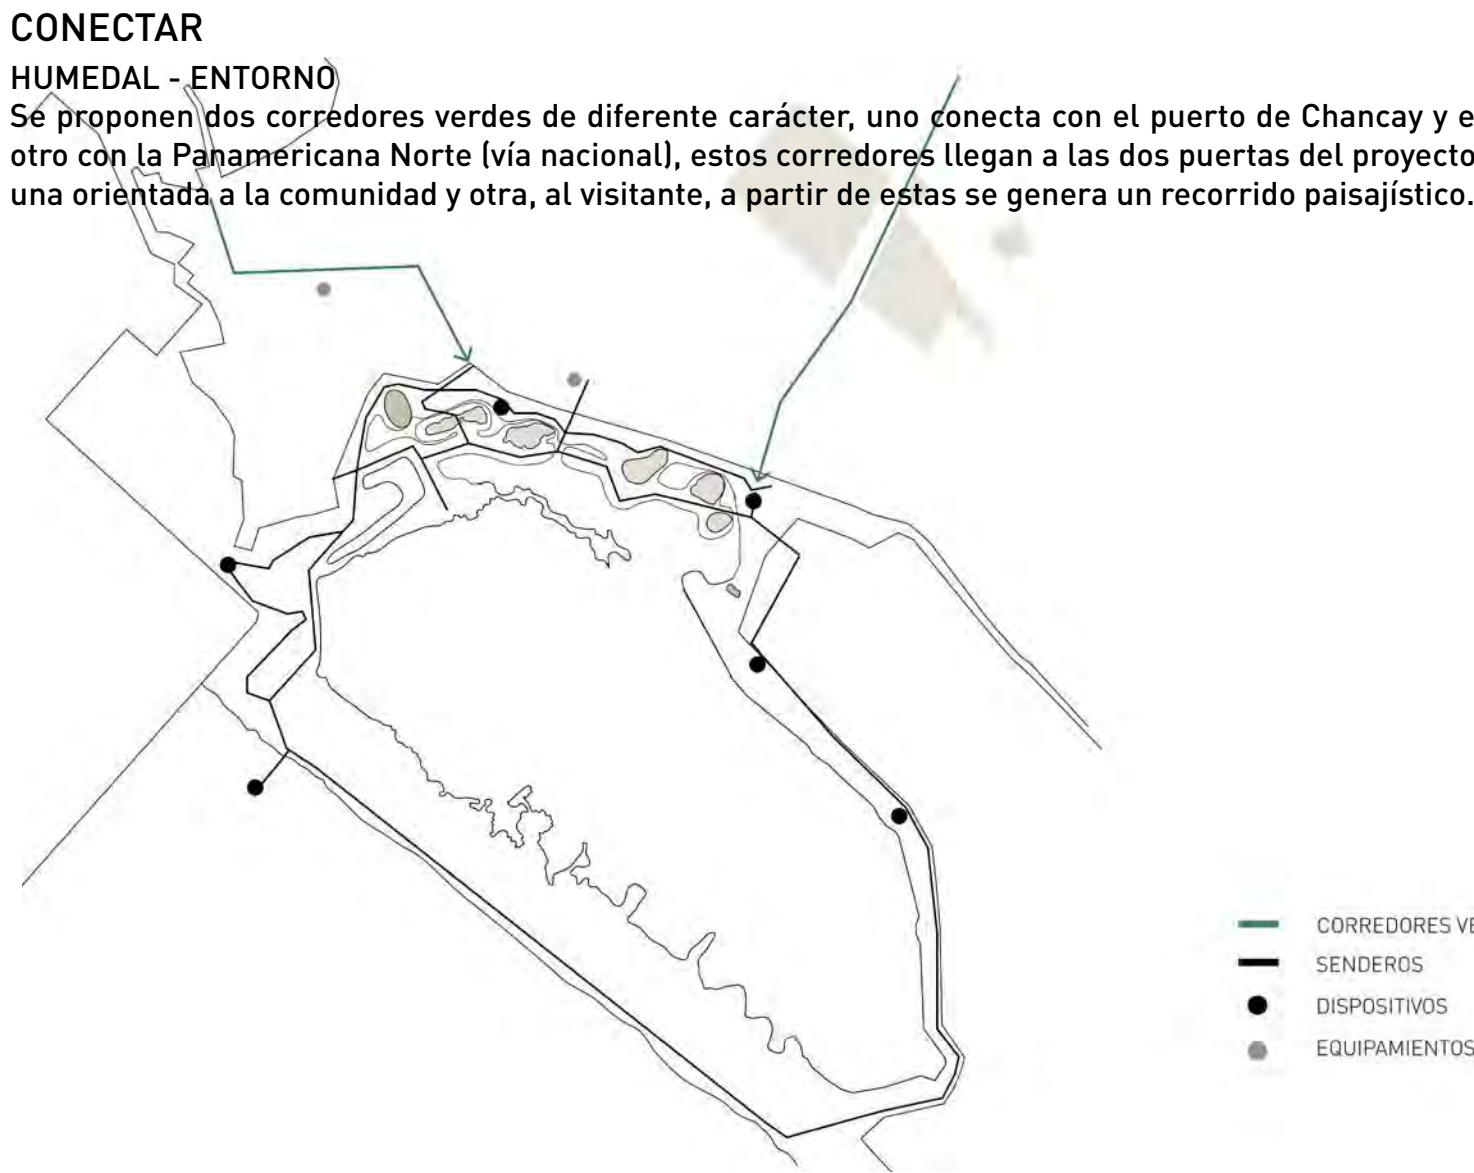 CONECTAR
HUMEDAL - ENTORNO
Se proponen dos corredores verdes de diferente carácter, uno conecta con el puerto de Chancay y e
otro con la Panamericana Norte (vía nacional), estos corredores llegan a las dos puertas del proyecto
una orientada a la comunidad y otra, al visitante, a partir de estas se genera un recorrido paisajístico.
CORREDORES VE
SENDEROS
DISPOSITIVOS
EQUIPAMIENTOS